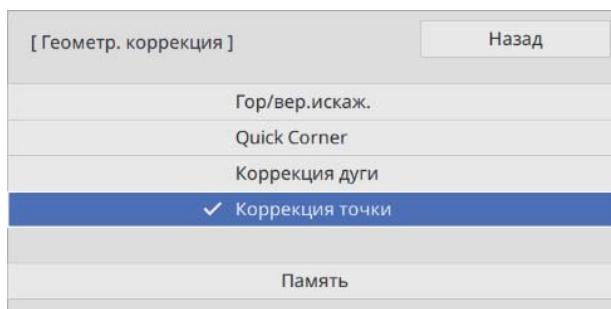 [ Геометр. коррекция ] Назад
Гор/вер.искаж.
Quick Corner
Коррекция дуги
Коррекция точки
Память